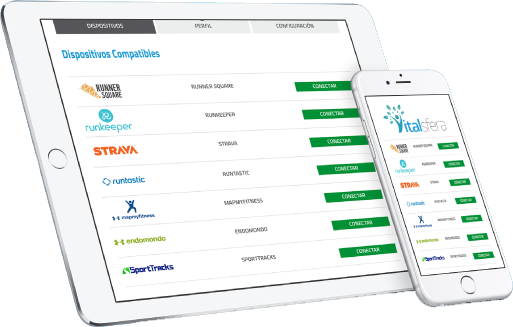 DISPOSITIVOS PERFIL CONFIGURACIÓN
Dispositivos Compatibles
RUNNER SQUARE RUNNER SQUARE CONECTAR
runkeeper RUNKEEPER CONECTAR
STRAVA STRAVA CONECTAR
runtastic RUNTASTIC CONECTAR
mapmyfitness MAPMYFITNESS CONECTAR
endomondo ENDOMONDO CONECTAR
SportTracks SPORTTRACKS CONECTAR
Vitalsfera
RUNNER SQUARE RUNNER SQUARE CONECTAR
runkeeper RUNKEEPER CONECTAR
STRAVA STRAVA CONECTAR
runtastic RUNTASTIC CONECTAR
mapmyfitness MAPMYFITNESS CONECTAR
endomondo ENDOMONDO CONECTAR
SportTracks SPORTTRACKS CONECTAR